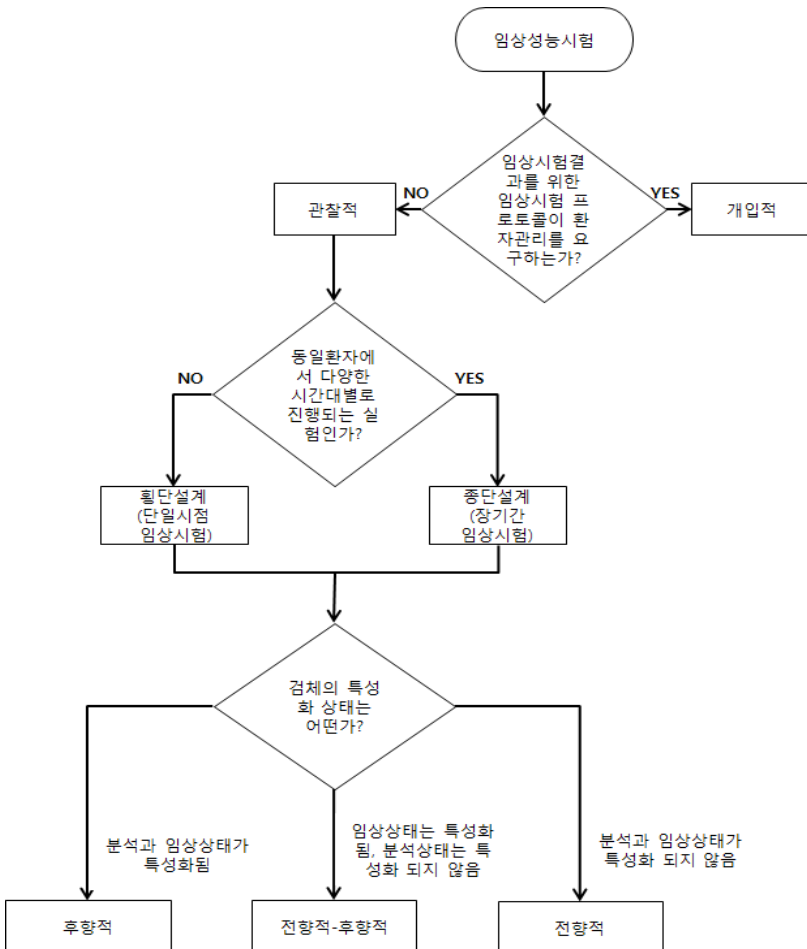 임상성능시험
임상시험결
과를 위한
임상시험 프
로토콜이 환
자관리를 요
구하는가?
NO
YES
관찰적
개입적
동일환자에
서 다양한
시간대별로
진행되는 실
험인가?
NO
YES
횡단설계
(단일시점
임상시험)
종단설계
(장기간
임상시험)
검체의 특성
화 상태는
어떤가?
분석과 임상상태가
특성화됨
임상상태는 특성화
됨, 분석상태는 특
성화 되지 않음
분석과 임상상태가
특성화 되지 않음
후향적
전향적-후향적
전향적